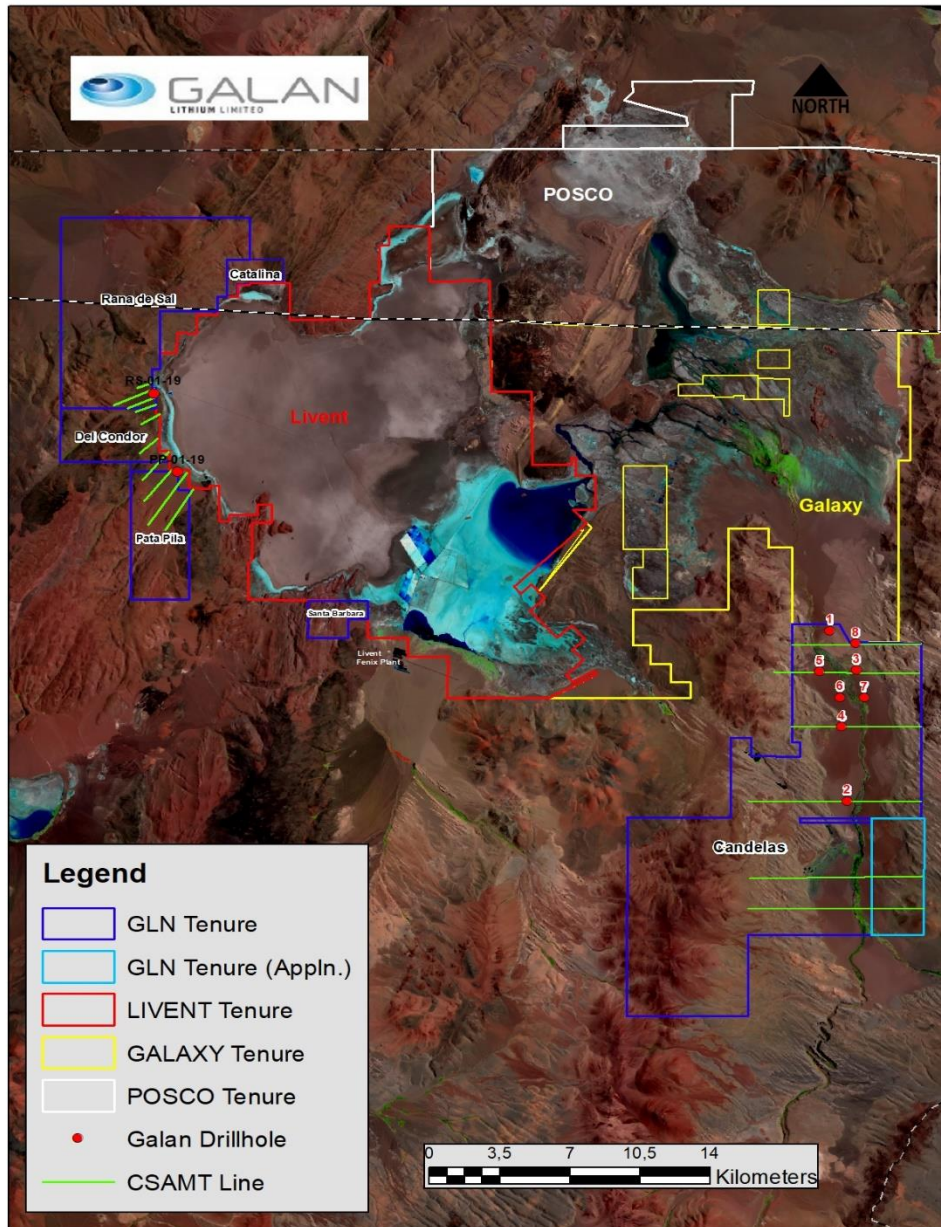 GALAN
LITHIUM LIMITED
NORTH
POSCO
Catalina
Rana de Sal
RS-01-19
Livent
Del Condor
PP-01-19
Galaxy
Pata Pila
Santa Barbara
Livent
Fenix Plant
1
8
5
3
6
7
4
2
Candelas
Legend
GLN Tenure
GLN Tenure (Appln.)
LIVENT Tenure
GALAXY Tenure
POSCO Tenure
Galan Drillhole
CSAMT Line
0 3,5 7 10,5 14
Kilometers